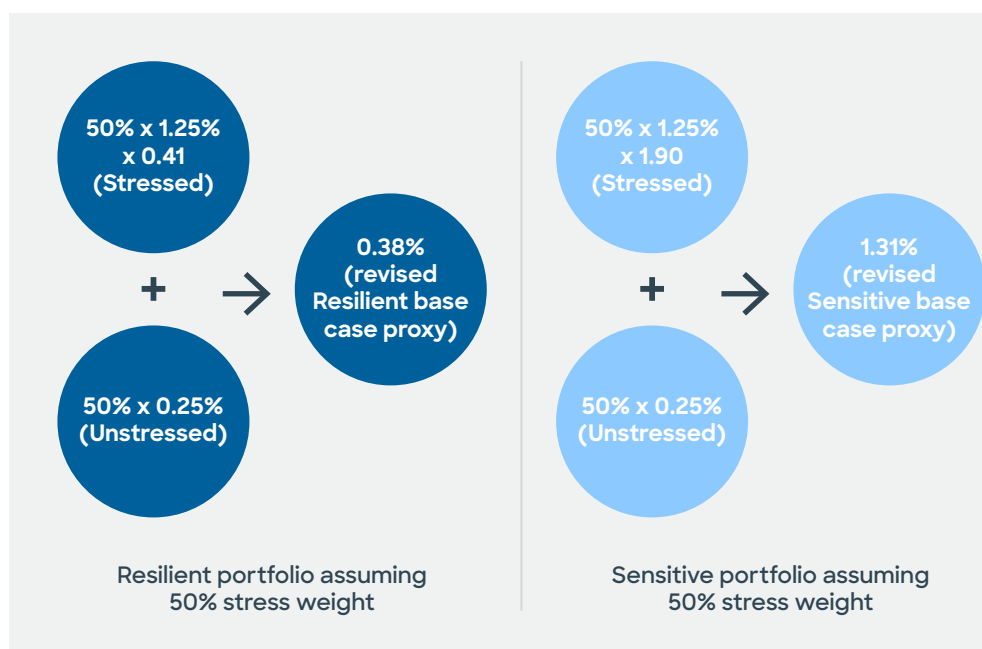 50% x 1.25%
x 0.41
(Stressed)
+
50% x 0.25%
(Unstressed)
0.38%
(revised
Resilient base
case proxy)
Resilient portfolio assuming
50% stress weight
50% x 1.25%
x 1.90
(Stressed)
+
50% x 0.25%
(Unstressed)
1.31%
(revised
Sensitive base
case proxy)
Sensitive portfolio assuming
50% stress weight